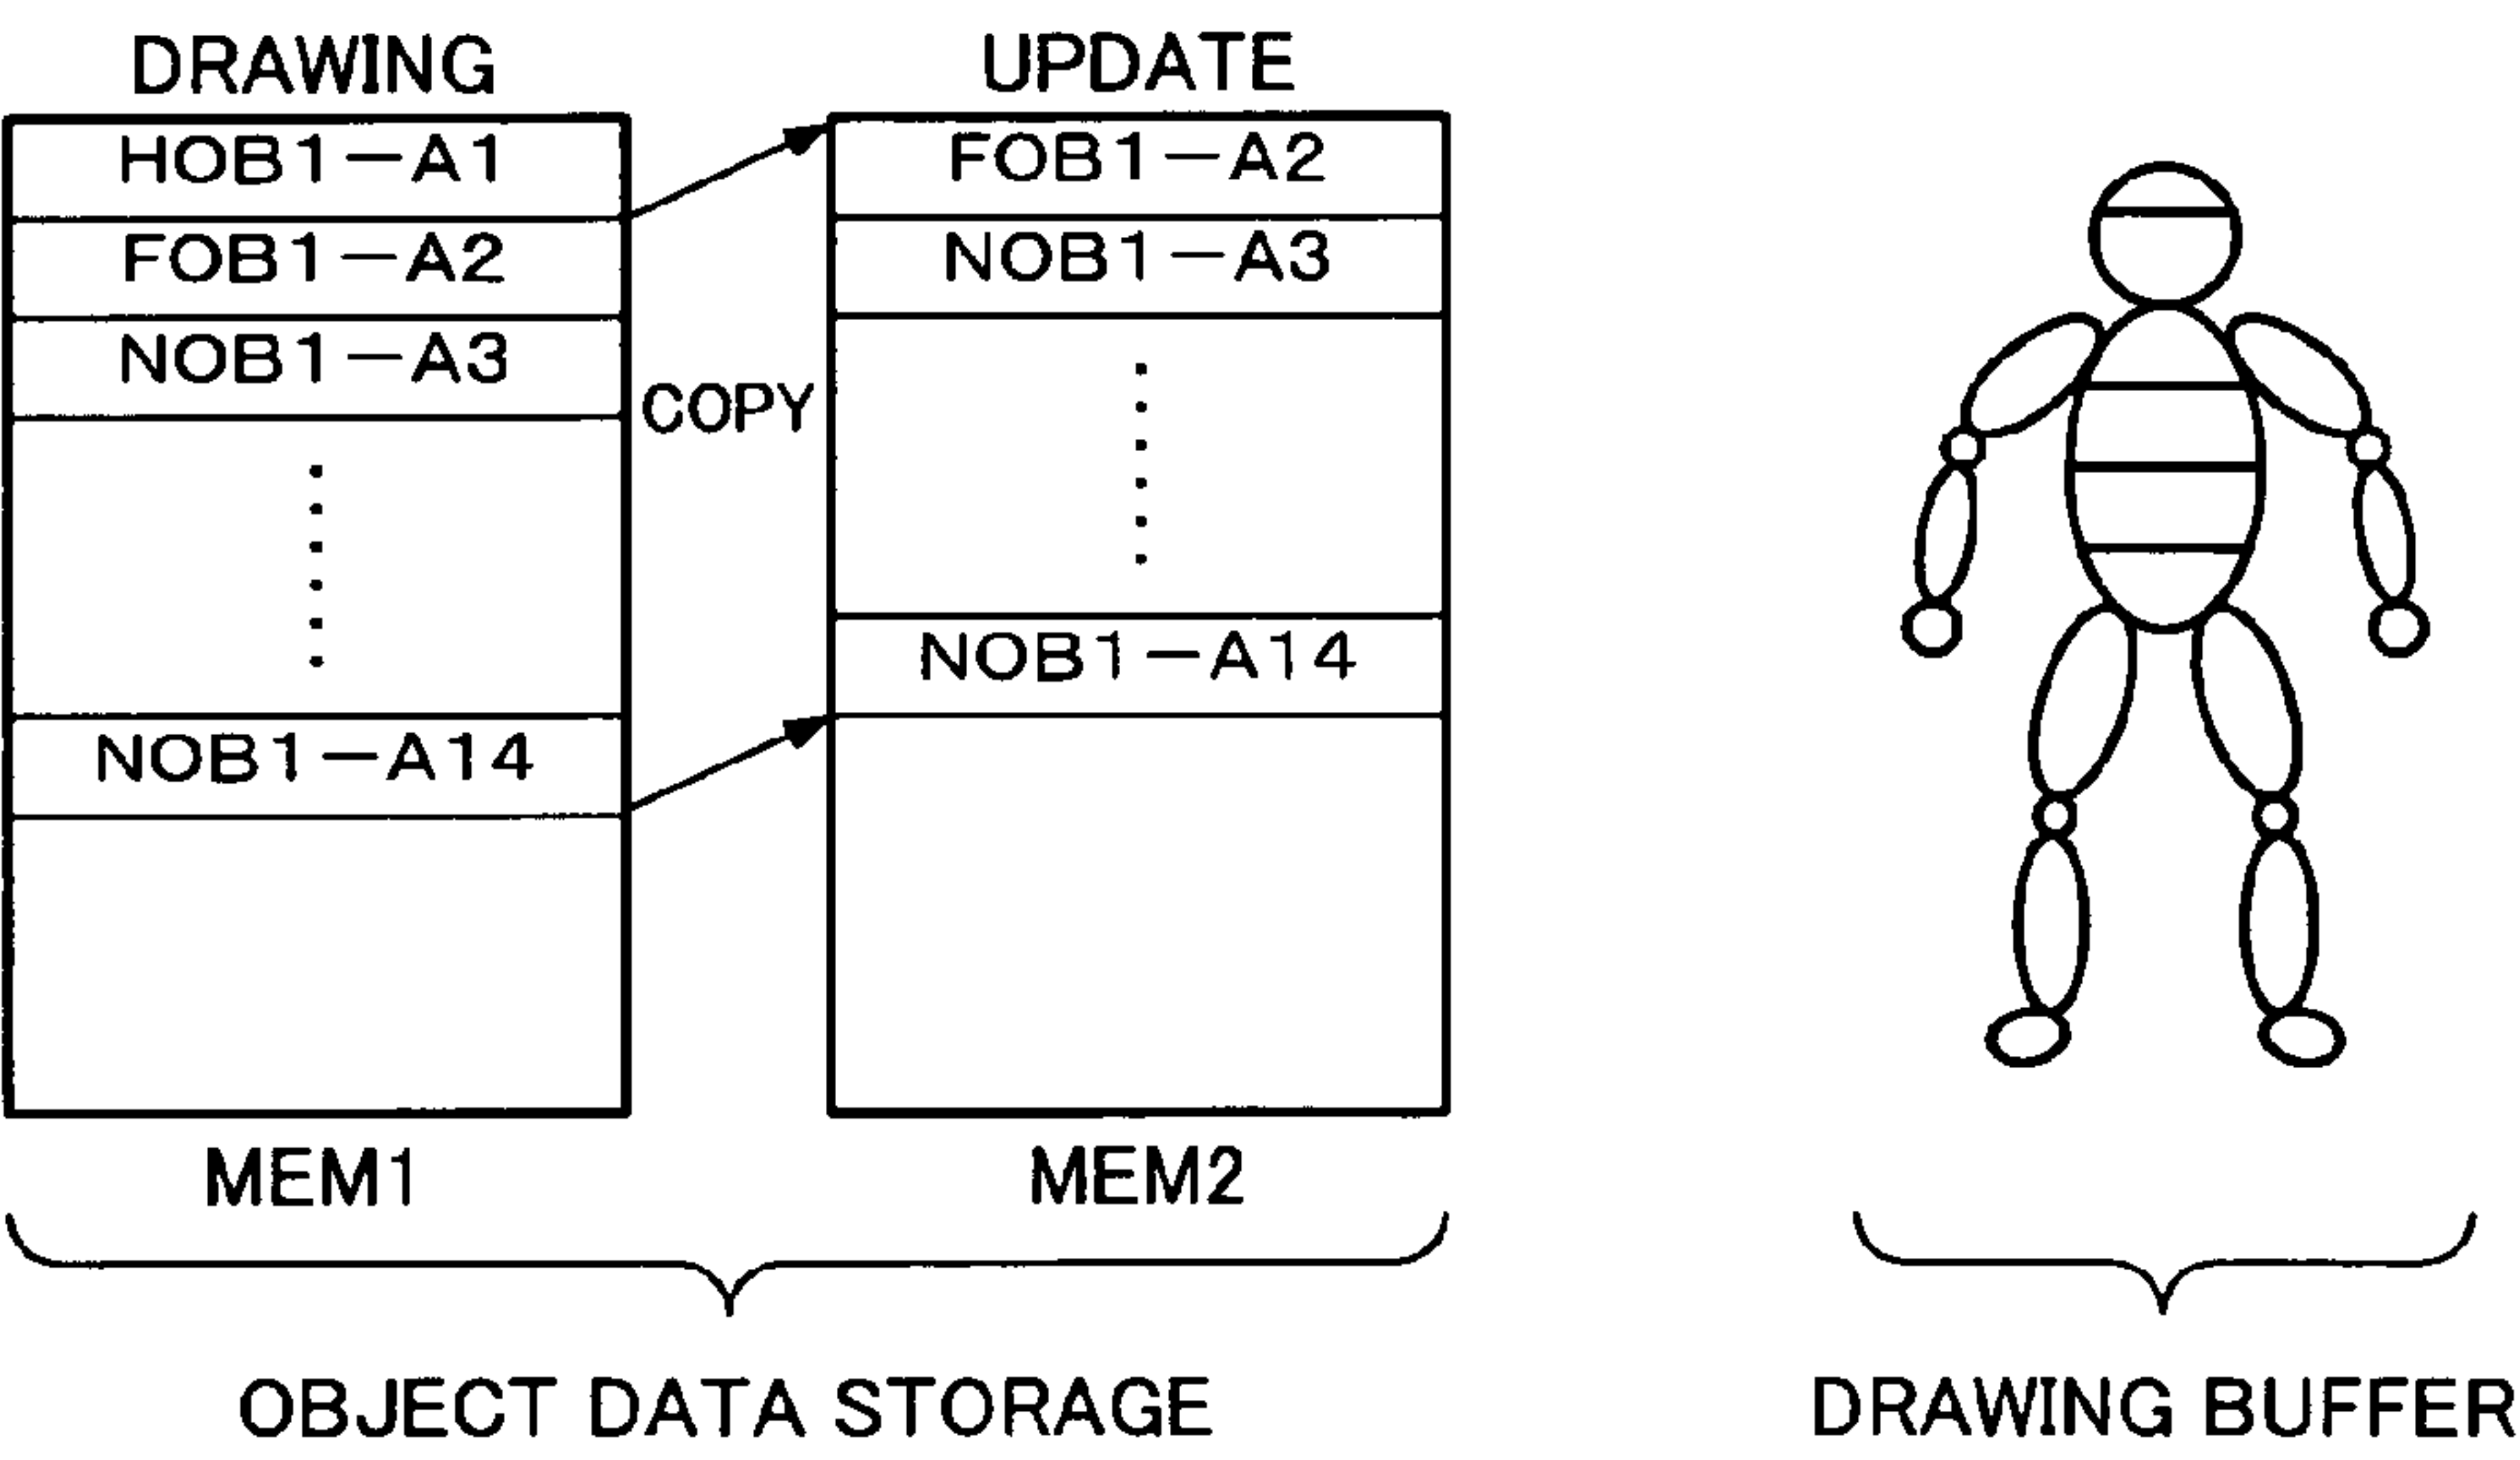 DRAWING
HOB1-A1
FOB1-A2
NOB1-A3
NOB1-A14
MEM1
COPY
UPDATE
FOB1-A2
NOB1-A3
NOB1-A14
MEM2
OBJECT DATA STORAGE
DRAWING BUFFER